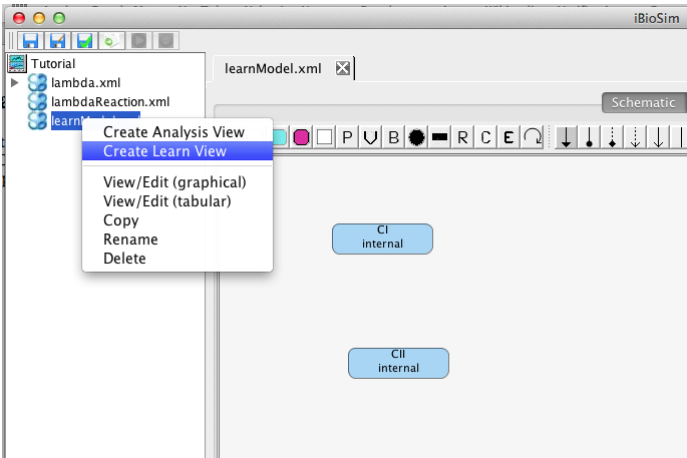 iBioSim
Tutorial
lambda.xml
lambdaReaction.xml
learnModel.xml
Schematic
P V B R C E
Create Analysis View
Create Learn View
View/Edit (graphical)
View/Edit (tabular)
Copy
Rename
Delete
CI
internal
CII
internal